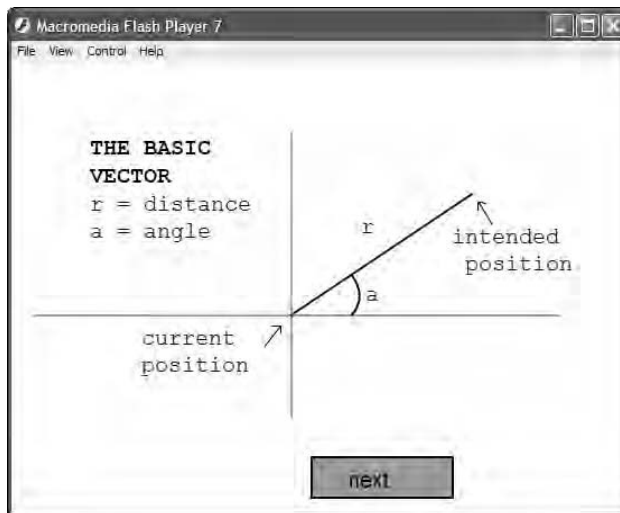 Macromedia Flash Player 7
File View Control Help
THE BASIC
VECTOR
r = distance
a = angle
r
intended
position
a
current
position
next